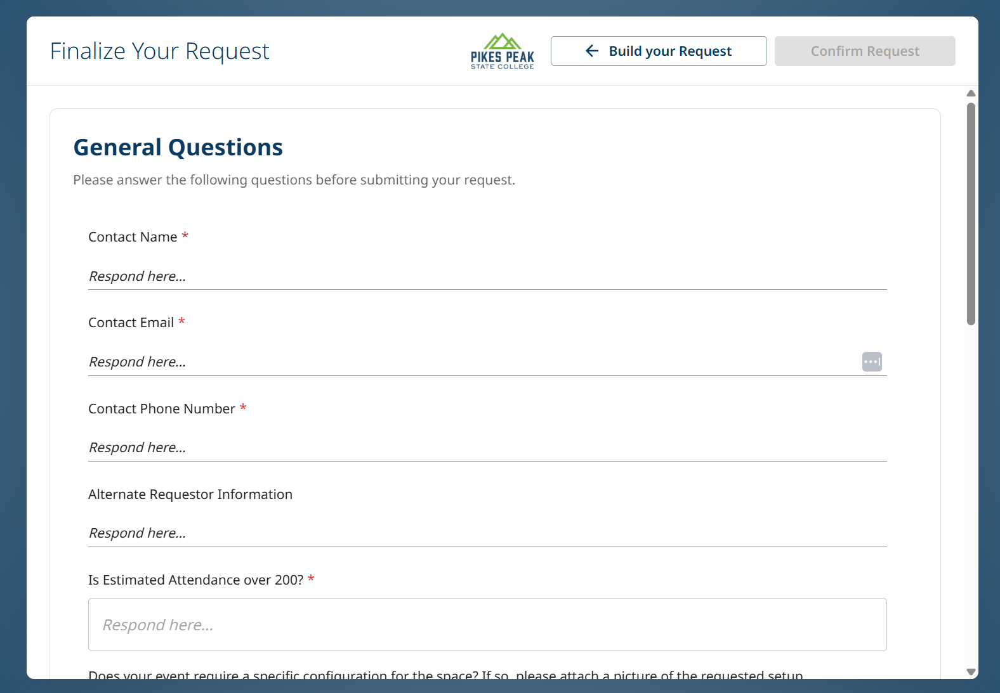 Finalize Your Request
PIKES PEAK
STATE COLLEGE
Build your Request
Confirm Request
General Questions
Please answer the following questions before submitting your request.
Contact Name *
Respond here...
Contact Email *
Respond here...
Contact Phone Number *
Respond here...
Alternate Requestor Information
Respond here...
Is Estimated Attendance over 200? *
Respond here...
Does your event require a specific configuration for the space? If so, please attach a picture of the requested setup